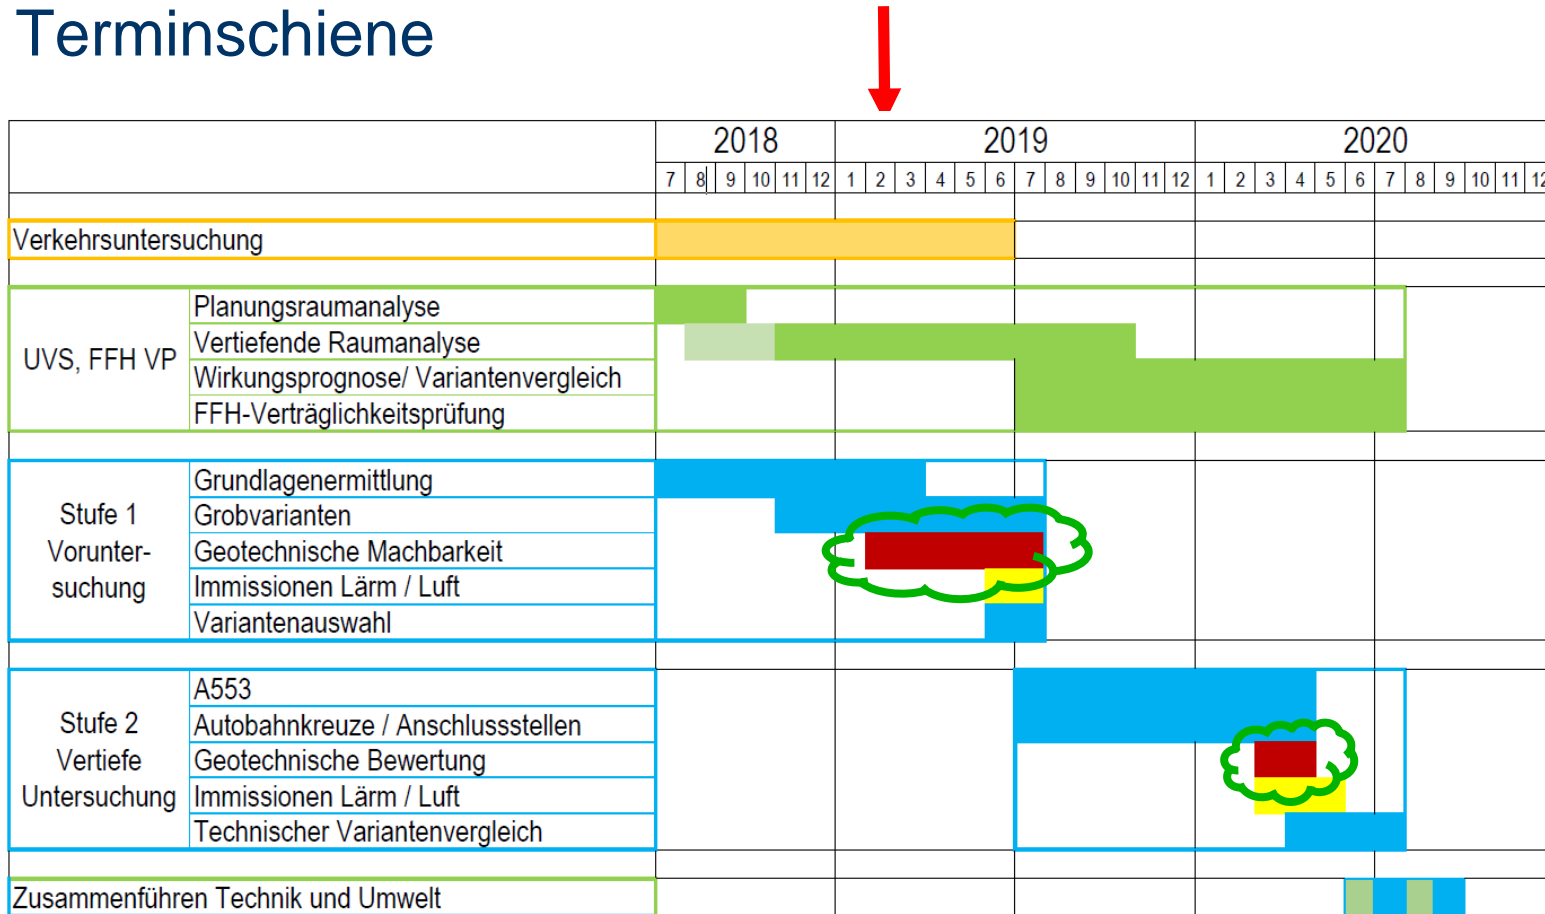 Terminschiene
2018 2019 2020
7 8 9 10 11 12 1 2 3 4 5 6 7 8 9 10 11 12 1 2 3 4 5 6 7 8 9 10 11 12
Verkehrsuntersuchung
UVS, FFH VP
Planungsraumanalyse
Vertiefende Raumanalyse
Wirkungsprognose/ Variantenvergleich
FFH-Verträglichkeitsprüfung
Stufe 1
Vorunter-
suchung
Grundlagenermittlung
Grobvarianten
Geotechnische Machbarkeit
Immissionen Lärm / Luft
Variantenauswahl
Stufe 2
Vertiefe
Untersuchung
A553
Autobahnkreuze / Anschlussstellen
Geotechnische Bewertung
Immissionen Lärm / Luft
Technischer Variantenvergleich
Zusammenführen Technik und Umwelt